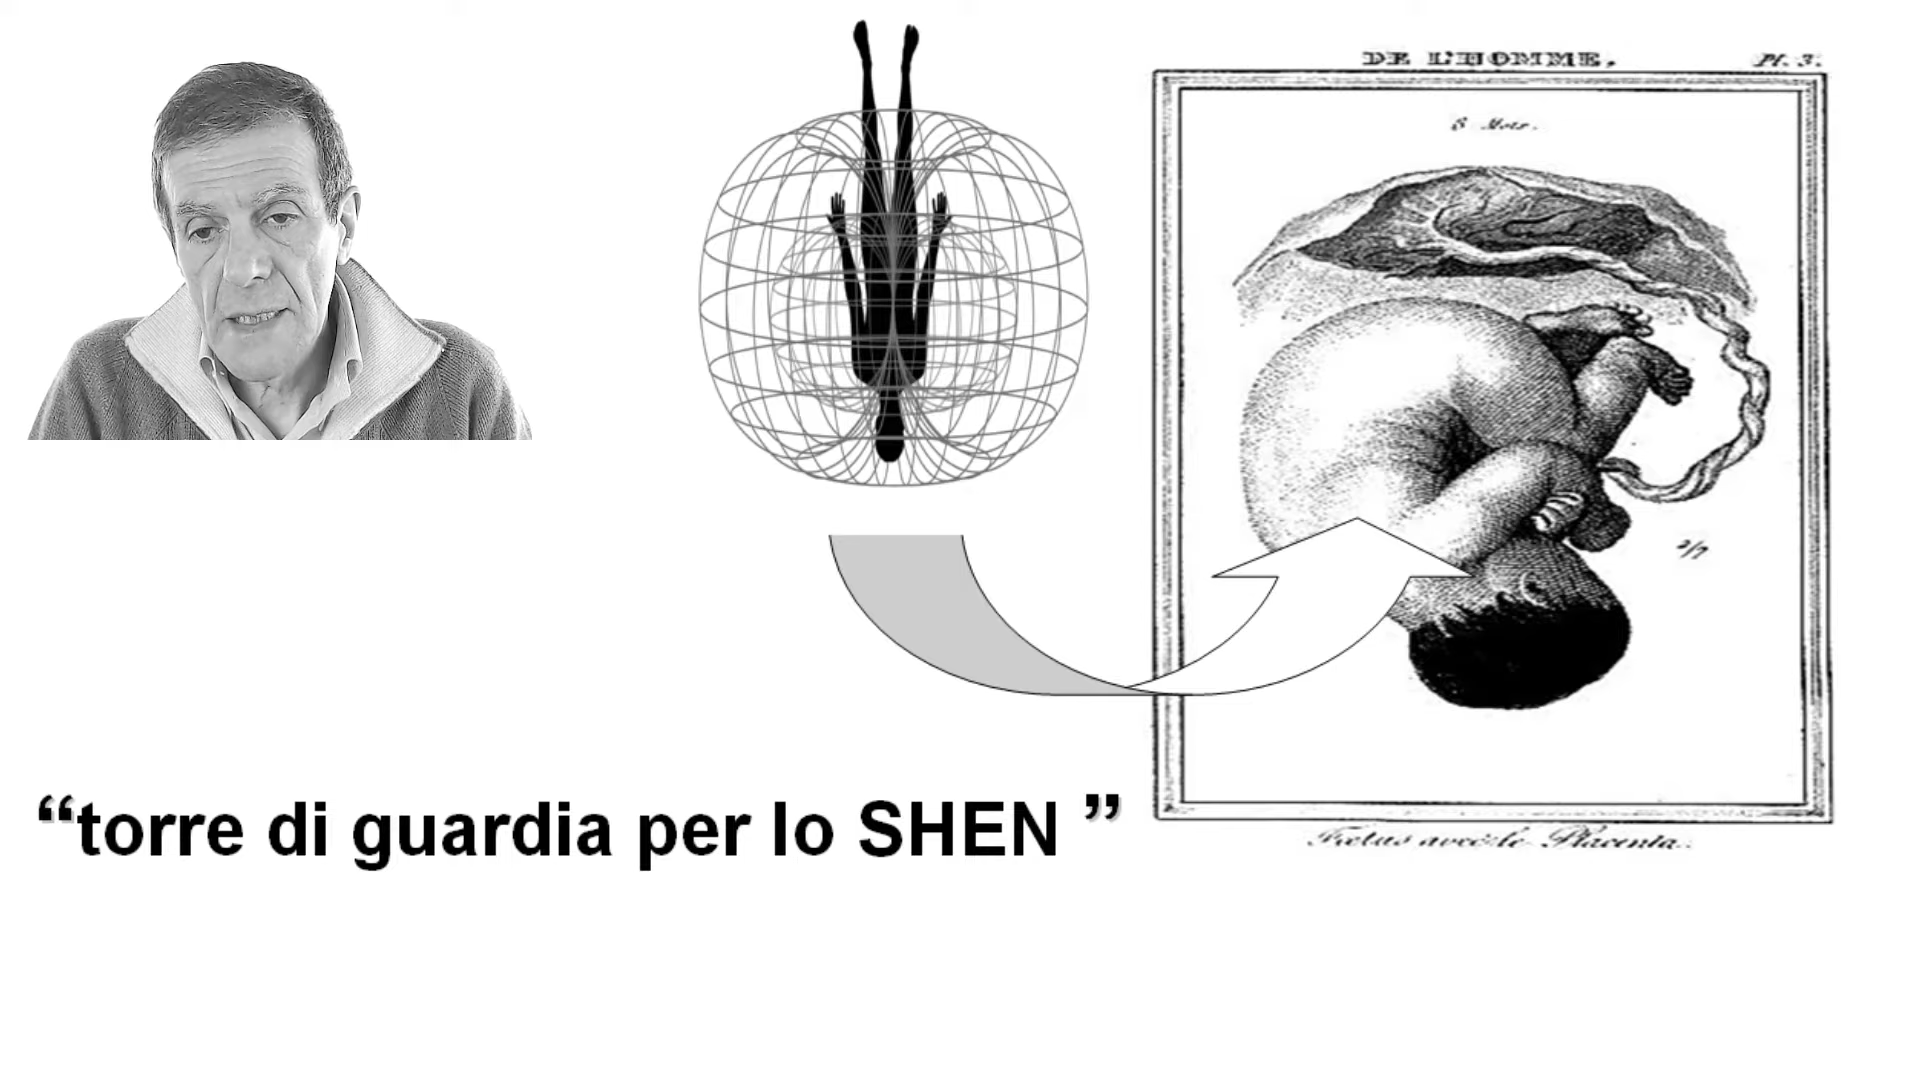 DE L'HOMME,
Pl. 3.
8 Mois.
2/7
“torre di guardia per lo SHEN ”
Fœtus avec le Placenta.